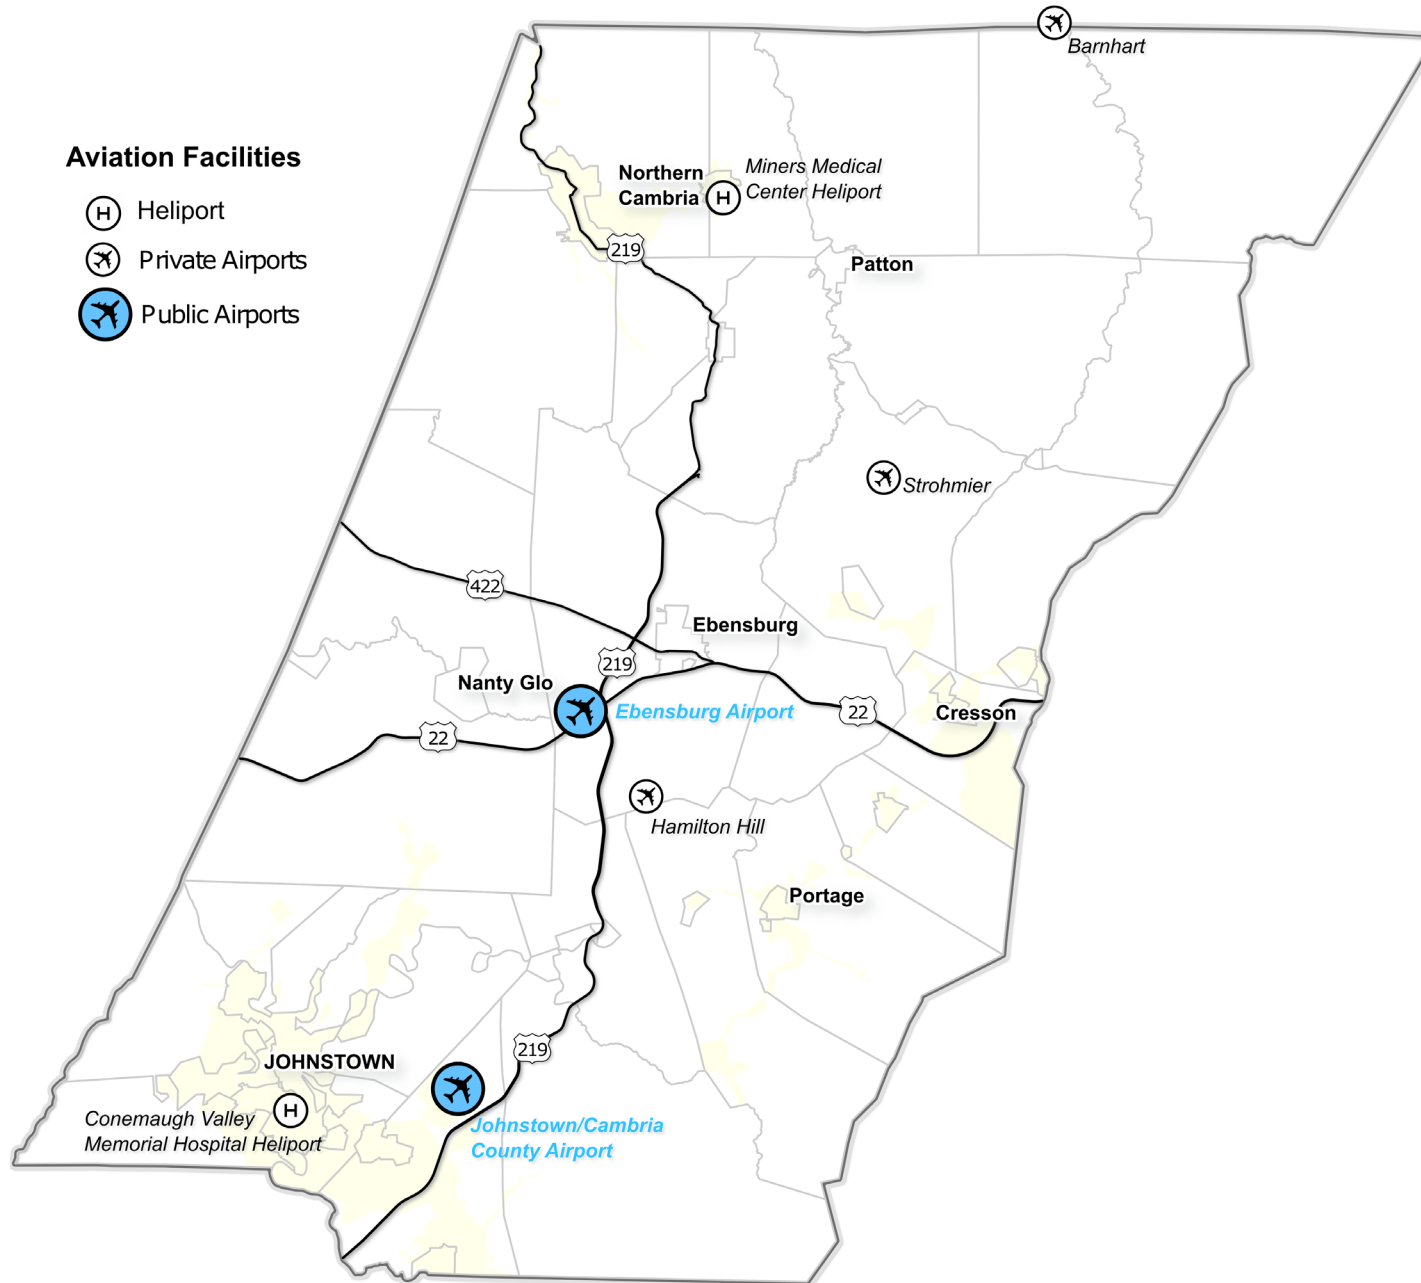 Barnhart
Aviation Facilities
Heliport
Private Airports
Public Airports
Northern
Cambria
H
Miners Medical
Center Heliport
H
219
Patton
Strohmier
422
Ebensburg
219
Nanty Glo
Ebensburg Airport
22
Cresson
22
Hamilton Hill
Portage
219
JOHNSTOWN
H
Conemaugh Valley
Memorial Hospital Heliport
Johnstown/Cambria
County Airport